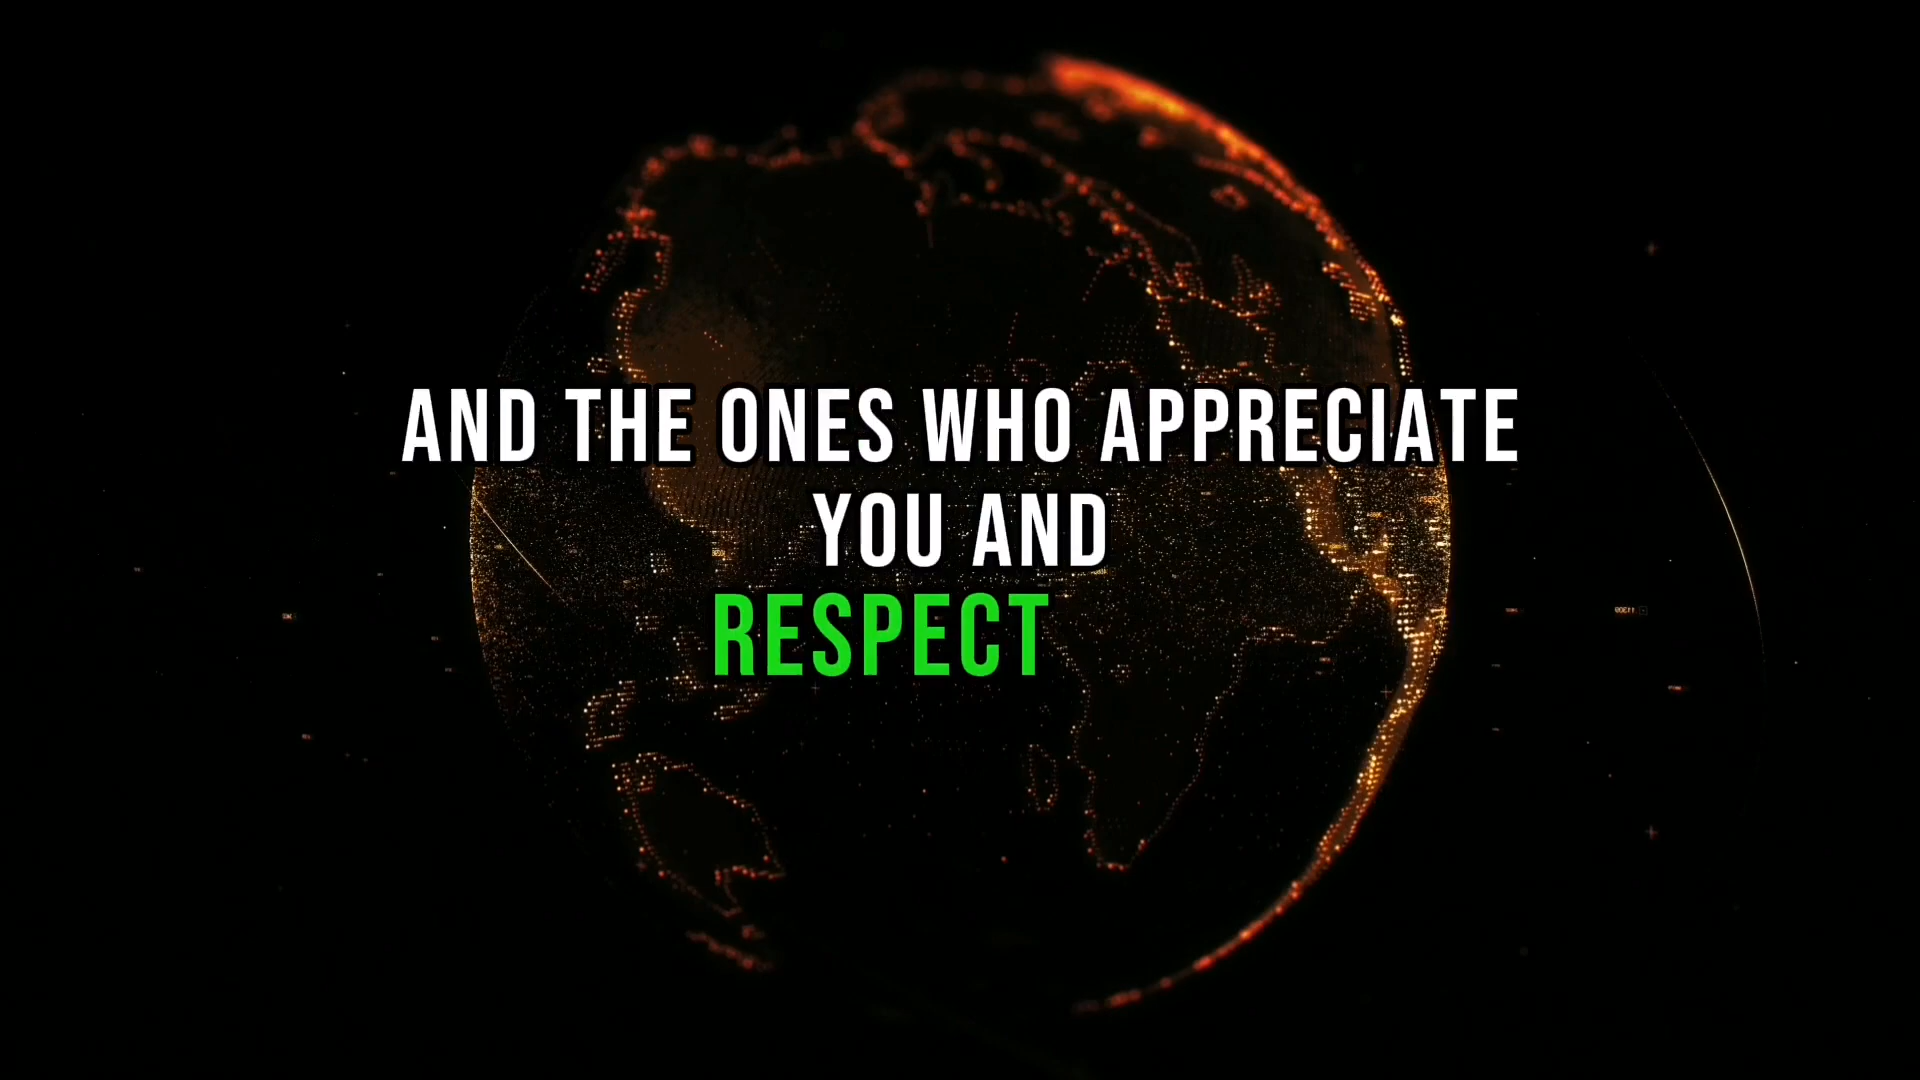 AND THE ONES WHO APPRECIATE
YOU AND
RESPECT